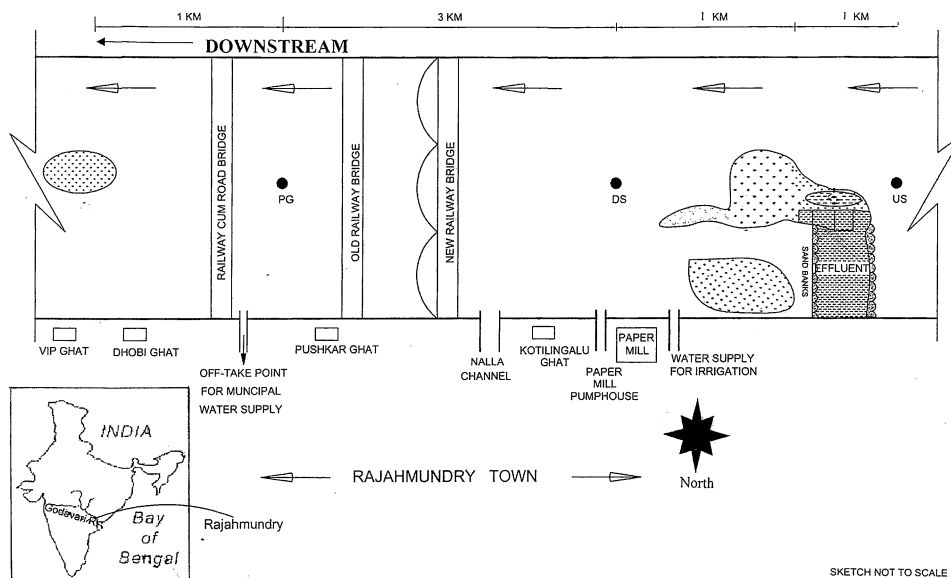 1 KM
3 KM
1 KM
1 KM
DOWNSTREAM
RAILWAY CUM ROAD BRIDGE
PG
OLD RAILWAY BRIDGE
NEW RAILWAY BRIDGE
DS
US
SAND BANKS
EFFLUENT
VIP GHAT
DHOBI GHAT
OFF-TAKE POINT
FOR MUNCIPAL
WATER SUPPLY
PUSHKAR GHAT
NALLA
CHANNEL
KOTILINGALU
GHAT
PAPER
MILL
PUMPHOUSE
PAPER
MILL
WATER SUPPLY
FOR IRRIGATION
RAJAHMUNDRY TOWN
North
INDIA
Godavari R
Rajahmundry
Bay
of
Bengal
SKETCH NOT TO SCALE